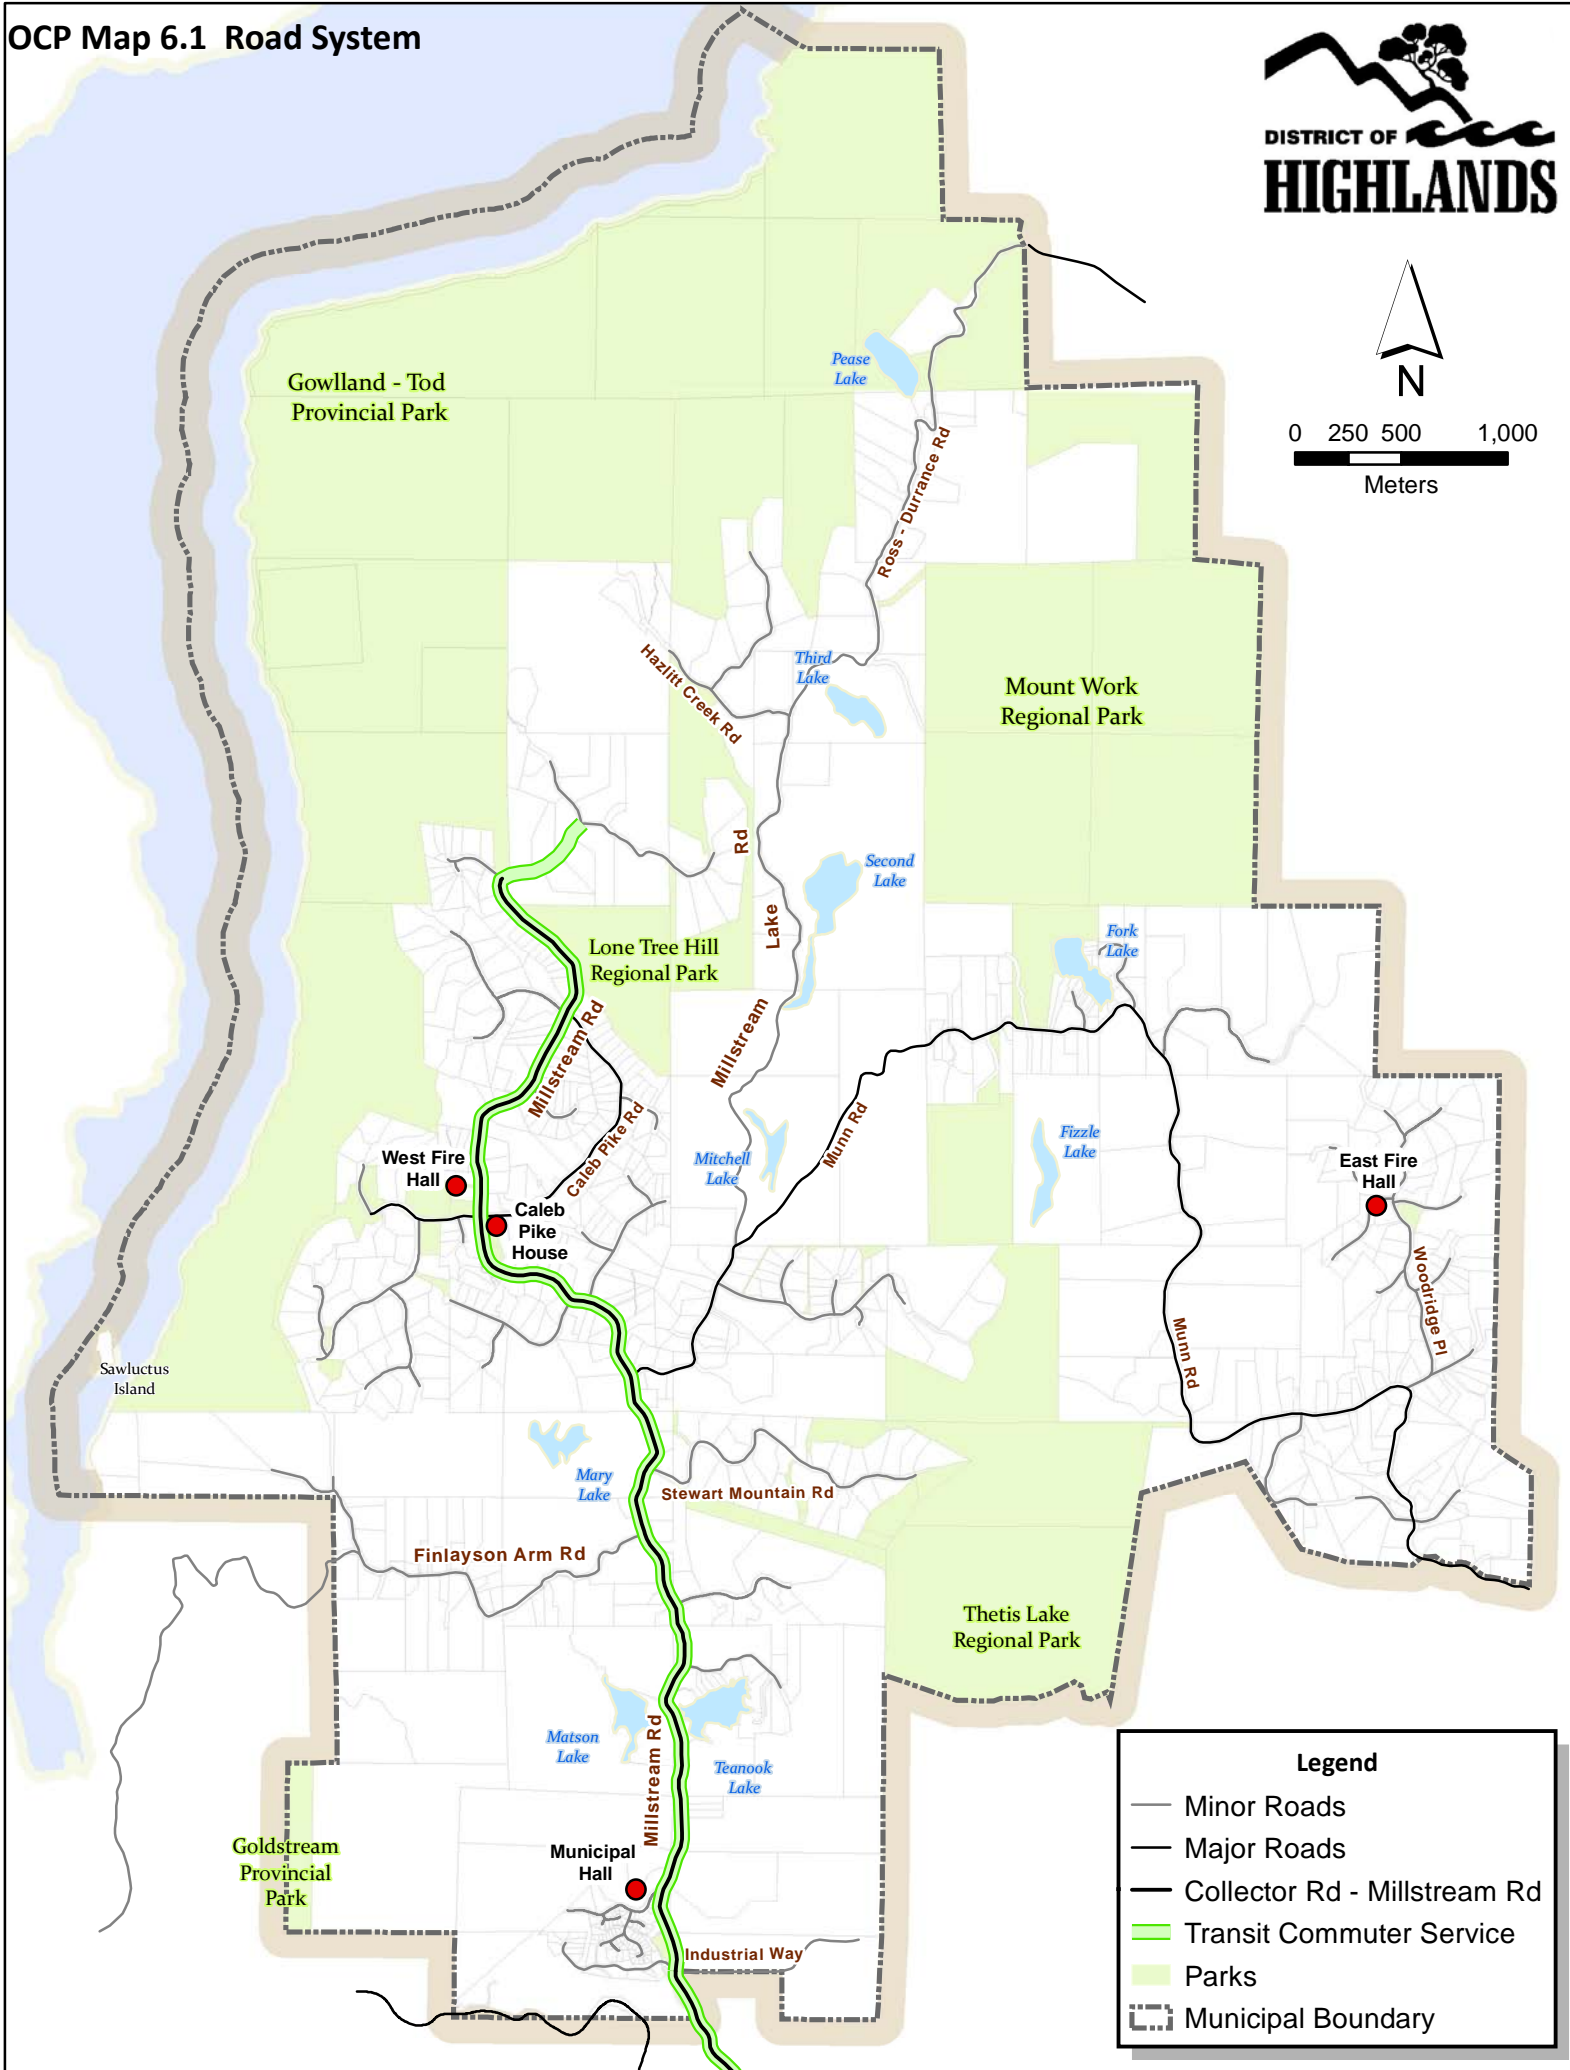 OCP Map 6.1 Road System
DISTRICT OF
HIGHLANDS
N
0 250 500 1,000
Meters
Gowlland - Tod
Provincial Park
Pease
Lake
Ross - Durrance Rd
Hazlitt Creek Rd
Third
Lake
Mount Work
Regional Park
Second
Lake
Millstream Lake Rd
Lone Tree Hill
Regional Park
Fork
Lake
Millstream Rd
Caleb Pike Rd
Munn Rd
Mitchell
Lake
Fizzle
Lake
West Fire
Hall
Caleb
Pike
House
East Fire
Hall
Woodridge Pl
Munn Rd
Sawluctus
Island
Mary
Lake
Stewart Mountain Rd
Finlayson Arm Rd
Thetis Lake
Regional Park
Matson
Lake
Millstream Rd
Teanook
Lake
Goldstream
Provincial
Park
Municipal
Hall
Industrial Way
Legend
Minor Roads
Major Roads
Collector Rd - Millstream Rd
Transit Commuter Service
Parks
Municipal Boundary